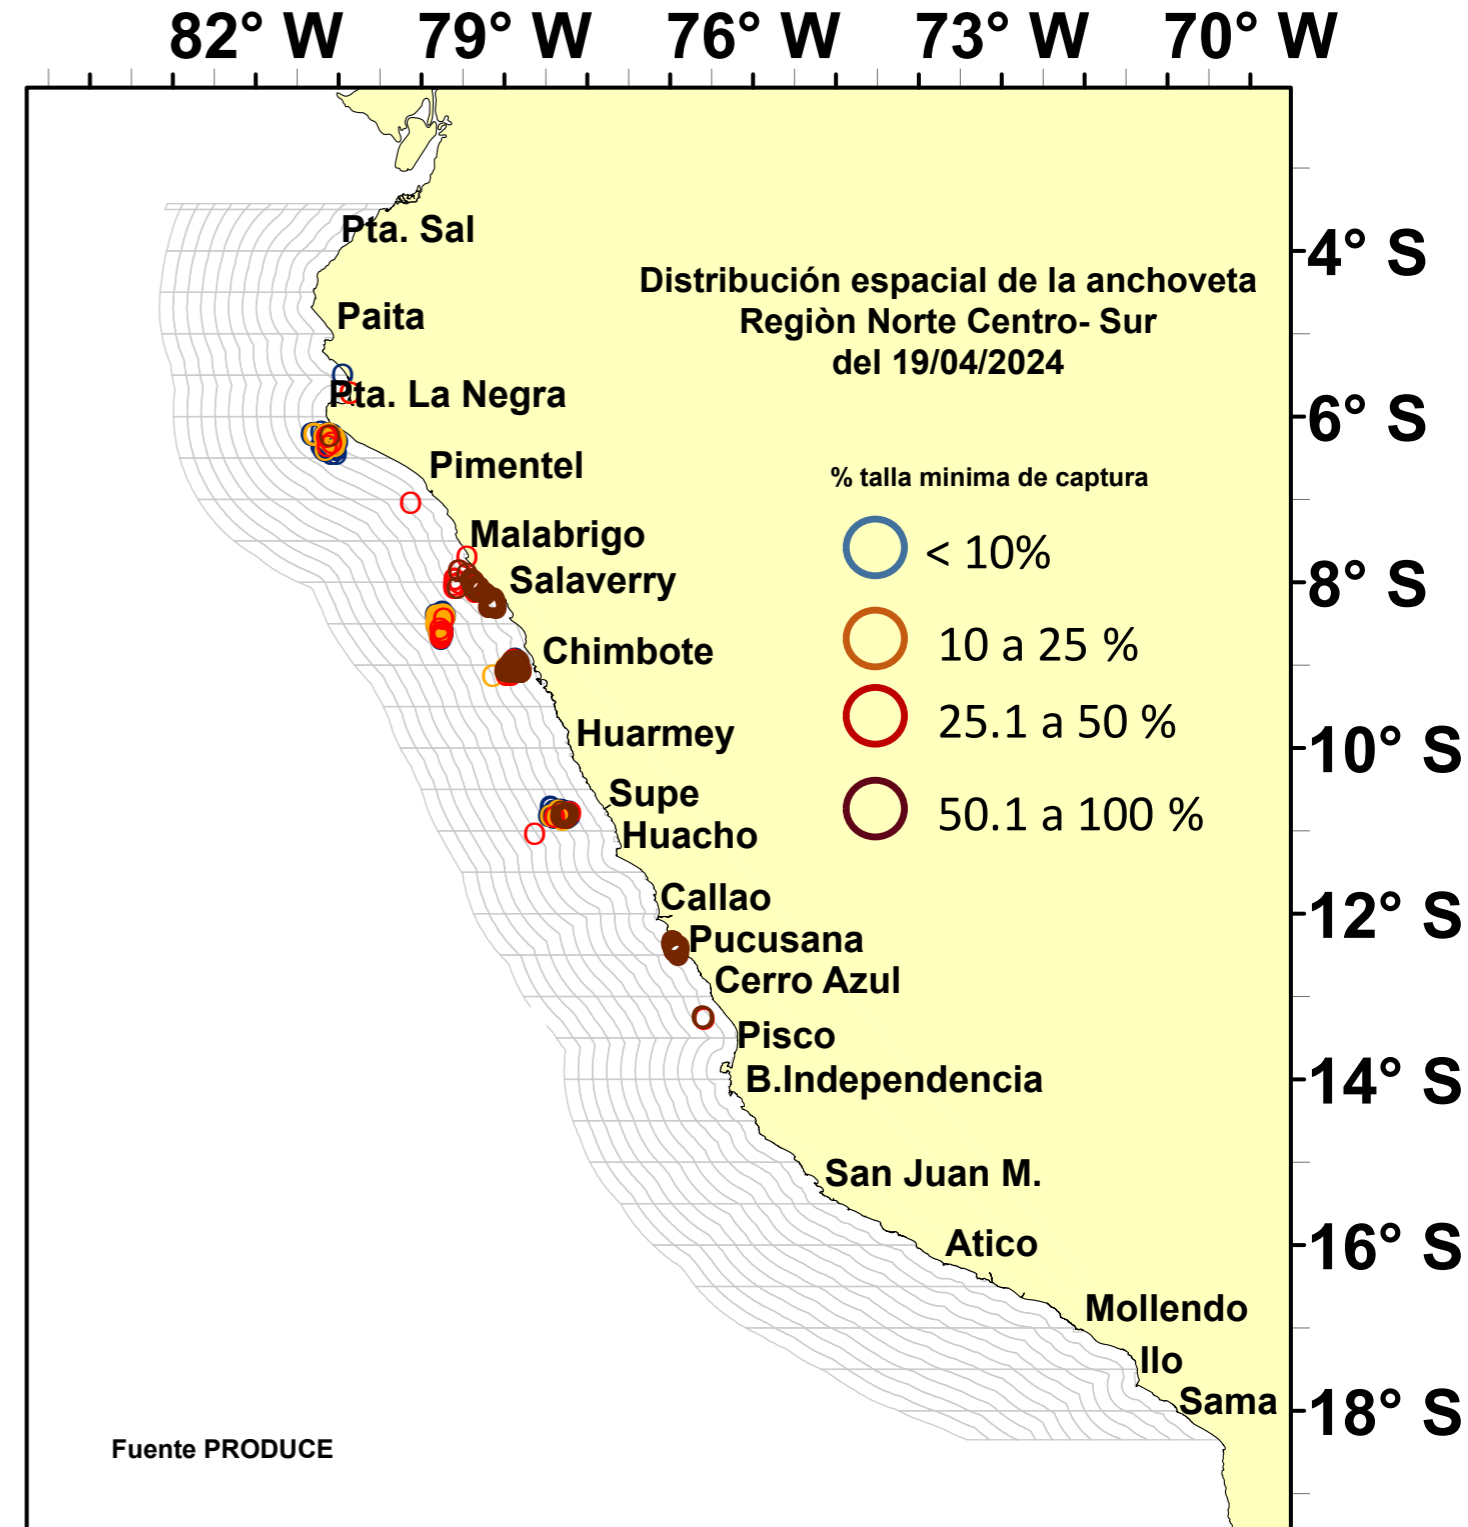 82° W 79° W 76° W 73° W 70° W
Pta. Sal
4° S
Distribución espacial de la anchoveta
Regiòn Norte Centro- Sur
del 19/04/2024
Paita
Pta. La Negra
6° S
Pimentel
% talla minima de captura
Malabrigo
< 10%
Salaverry
8° S
Chimbote
10 a 25 %
25.1 a 50 %
Huarmey
10° S
Supe
50.1 a 100 %
Huacho
Callao
12° S
Pucusana
Cerro Azul
Pisco
B.Independencia
14° S
San Juan M.
Atico
16° S
Mollendo
Ilo
Sama
18° S
Fuente PRODUCE